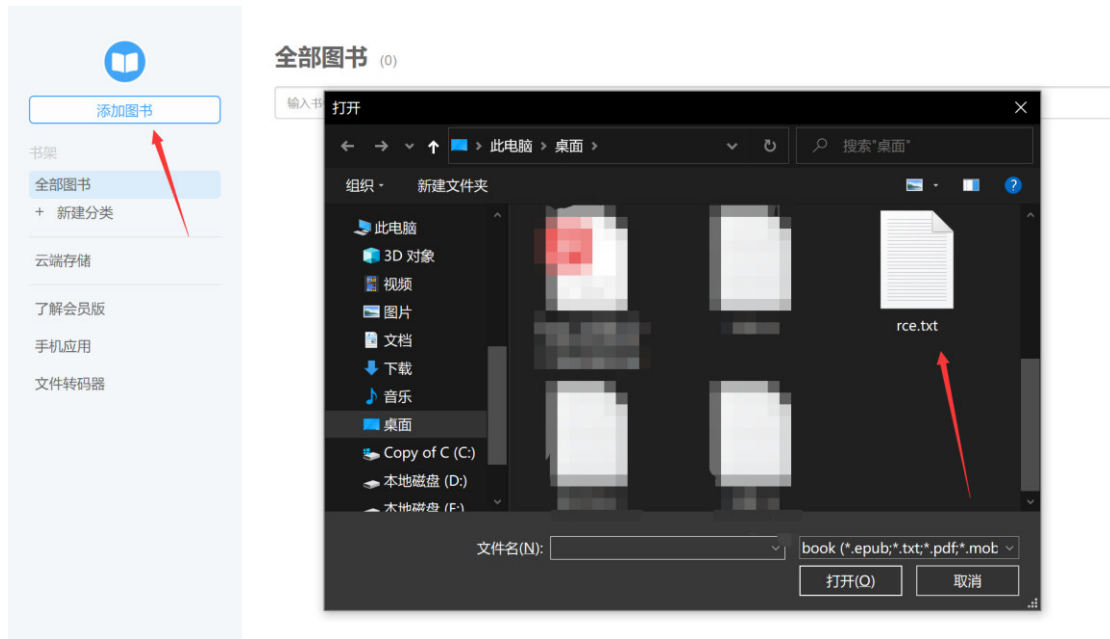 全部图书 (0)
添加图书
书架
全部图书
+ 新建分类
云端存储
了解会员版
手机应用
文件转码器
输入书
打开
此电脑 > 桌面 >
搜索"桌面"
组织
新建文件夹
此电脑
3D 对象
视频
图片
文档
下载
音乐
桌面
Copy of C (C:)
本地磁盘 (D:)
本地磁盘 (E:)
rce.txt
文件名(N):
book (*.epub;*.txt;*.pdf;*.mob
打开(O)
取消